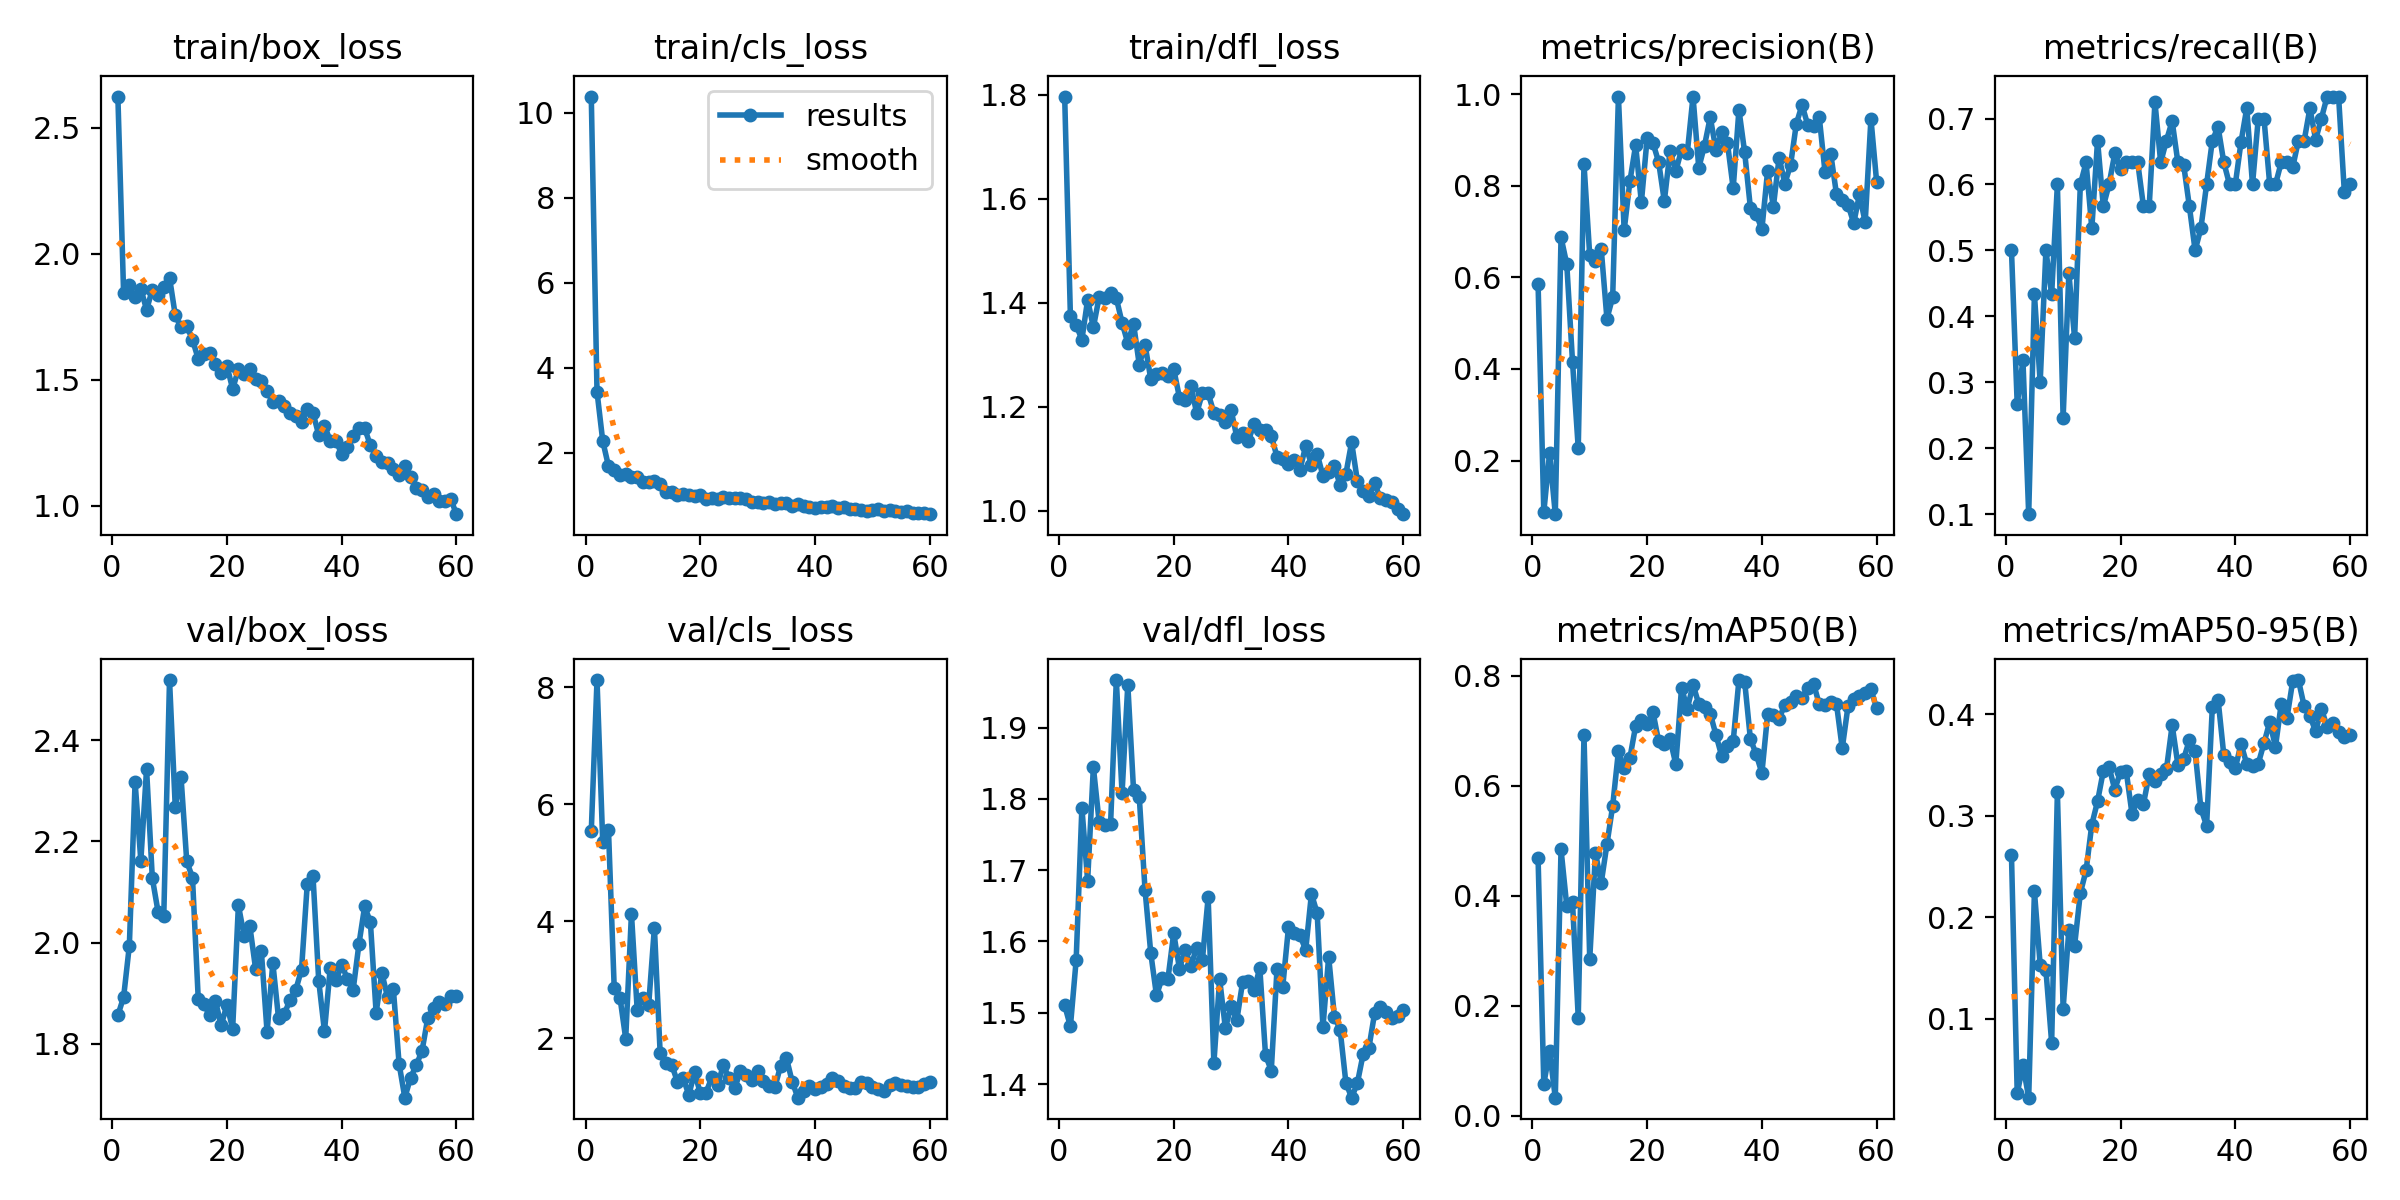 train/box_loss
train/cls_loss
train/dfl_loss
metrics/precision(B)
metrics/recall(B)
2.5
2.0
1.5
1.0
0 20 40 60
10
8
6
4
2
results
smooth
0 20 40 60
1.8
1.6
1.4
1.2
1.0
0 20 40 60
1.0
0.8
0.6
0.4
0.2
0 20 40 60
0.7
0.6
0.5
0.4
0.3
0.2
0.1
0 20 40 60
val/box_loss
val/cls_loss
val/dfl_loss
metrics/mAP50(B)
metrics/mAP50-95(B)
2.4
2.2
2.0
1.8
0 20 40 60
8
6
4
2
0 20 40 60
1.9
1.8
1.7
1.6
1.5
1.4
0 20 40 60
0.8
0.6
0.4
0.2
0.0
0 20 40 60
0.4
0.3
0.2
0.1
0 20 40 60